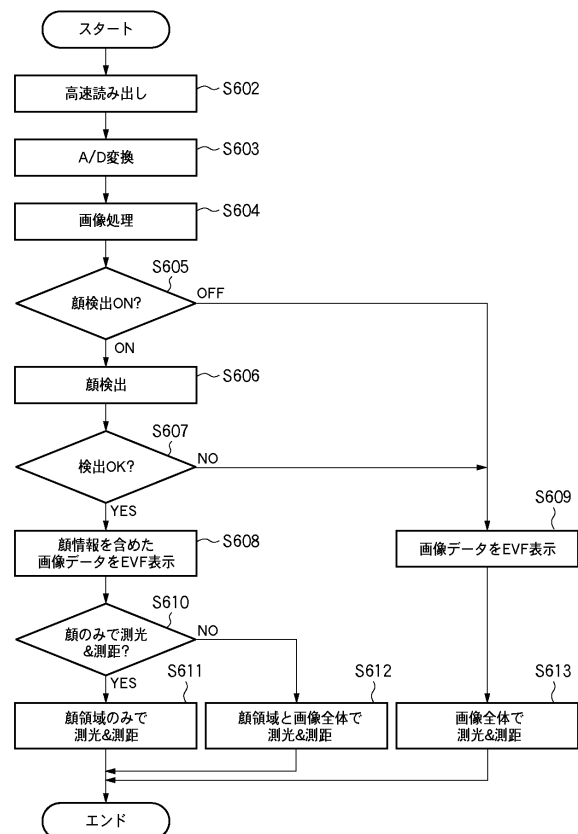 スタート
高速読み出し
S602
A/D変換
S603
画像処理
S604
S605
顔検出ON?
OFF
ON
顔検出
S606
S607
検出OK?
NO
YES
S609
顔情報を含めた
画像データをEVF表示
S608
画像データをEVF表示
S610
顔のみで測光
&測距?
NO
YES
S611
S612
S613
顔領域のみで
測光&測距
顔領域と画像全体で
測光&測距
画像全体で
測光&測距
エンド